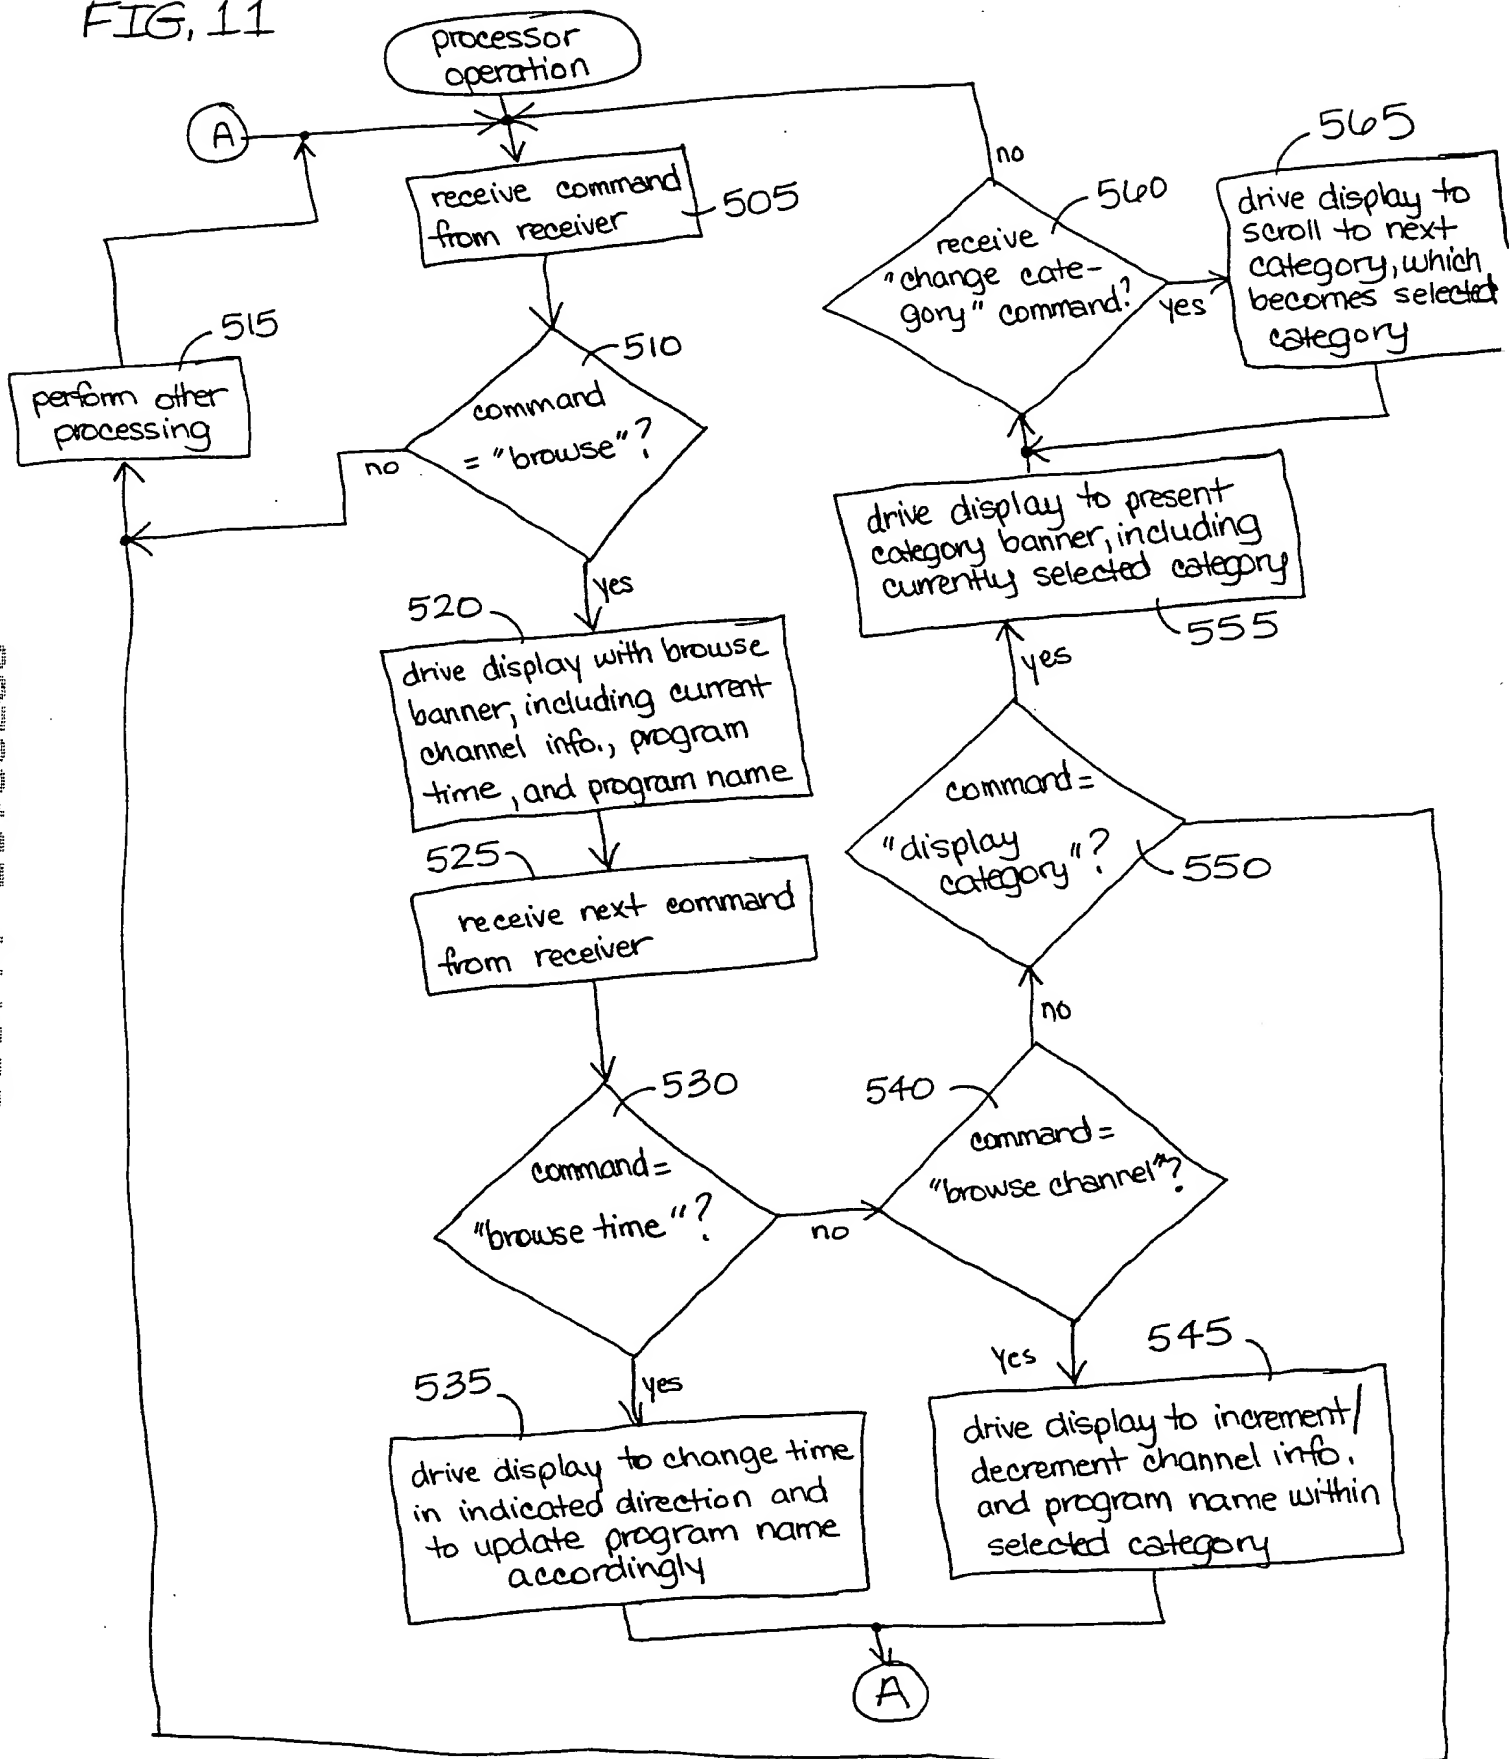 FIG. 11
processor
operation
A
receive command
from receiver
505
510
command
= "browse"?
no
515
perform other
processing
yes
520
drive display with browse
banner, including current
channel info., program
time, and program name
525
receive next command
from receiver
530
command=
"browse time"?
no
yes
535
drive display to change time
in indicated direction and
to update program name
accordingly
540
command=
"browse channel"?
yes
545
drive display to increment/
decrement channel info.
and program name within
selected category
A
no
command=
"display
category"?
550
yes
drive display to present
category banner, including
currently selected category
555
receive
"change cate-
gory" command?
560
no
yes
565
drive display to
scroll to next
category, which
becomes selected
category